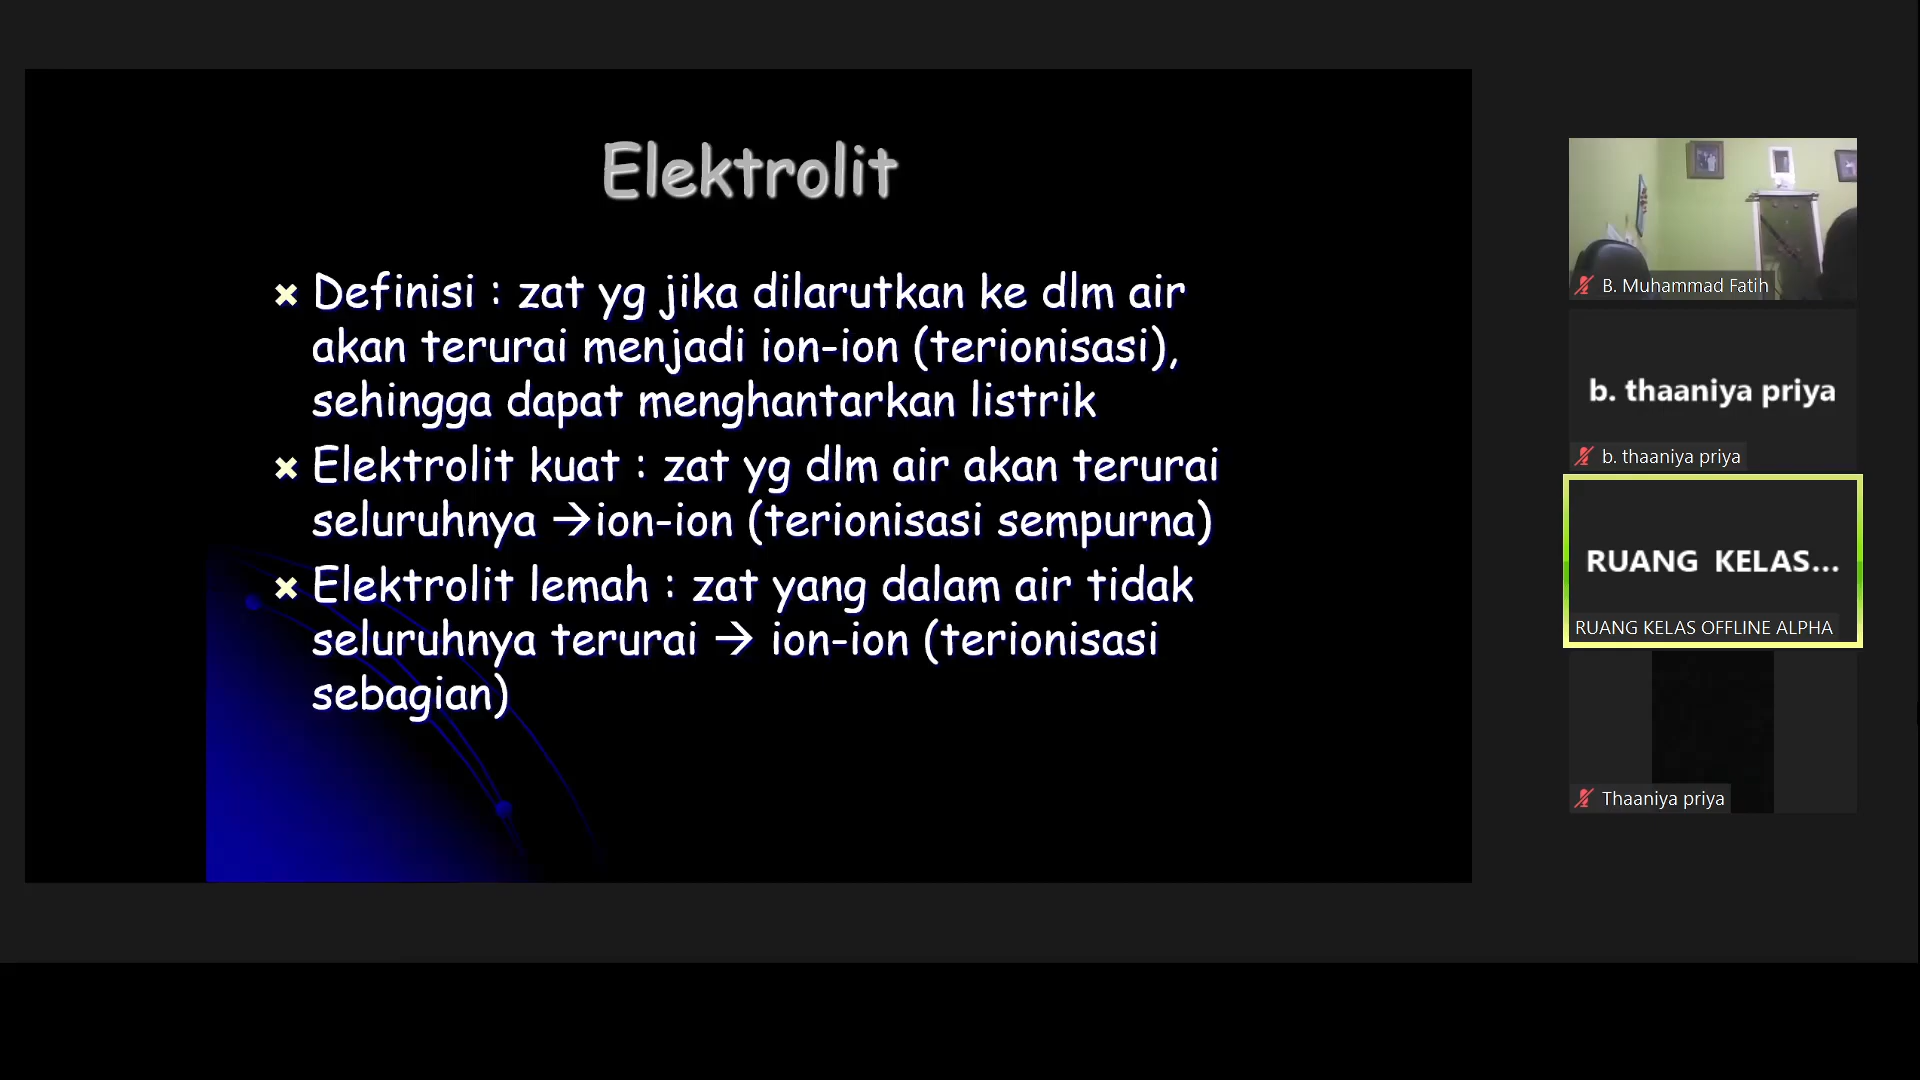 Elektrolit
Definisi : zat yg jika dilarutkan ke dlm air
akan terurai menjadi ion-ion (terionisasi),
sehingga dapat menghantarkan listrik
Elektrolit kuat : zat yg dlm air akan terurai
seluruhnya →ion-ion (terionisasi sempurna)
Elektrolit lemah : zat yang dalam air tidak
seluruhnya terurai → ion-ion (terionisasi
sebagian)
B. Muhammad Fatih
b. thaaniya priya
b. thaaniya priya
RUANG KELAS...
RUANG KELAS OFFLINE ALPHA
Thaaniya priya